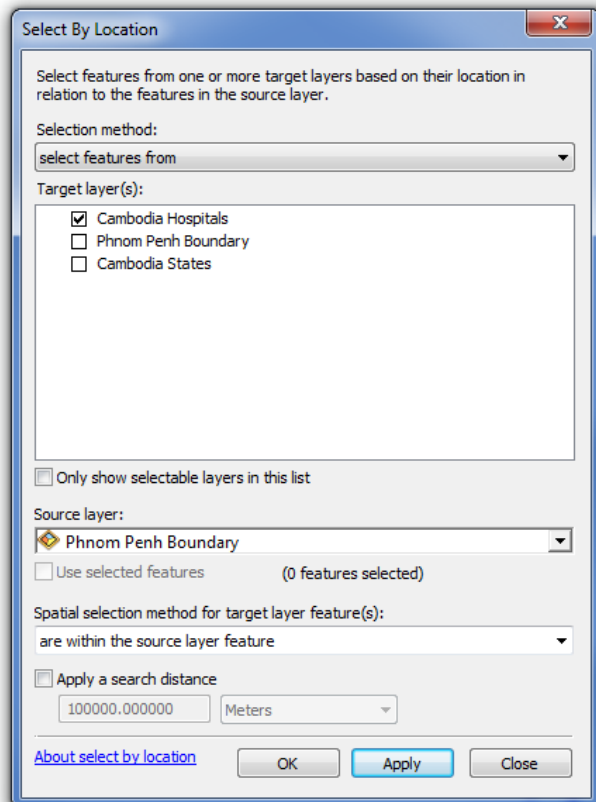 Select By Location
Select features from one or more target layers based on their location in
relation to the features in the source layer.
Selection method:
select features from
Target layer(s):
Cambodia Hospitals
Phnom Penh Boundary
Cambodia States
Only show selectable layers in this list
Source layer:
Phnom Penh Boundary
Use selected features (0 features selected)
Spatial selection method for target layer feature(s):
are within the source layer feature
Apply a search distance
100000.000000 Meters
About select by location OK Apply Close